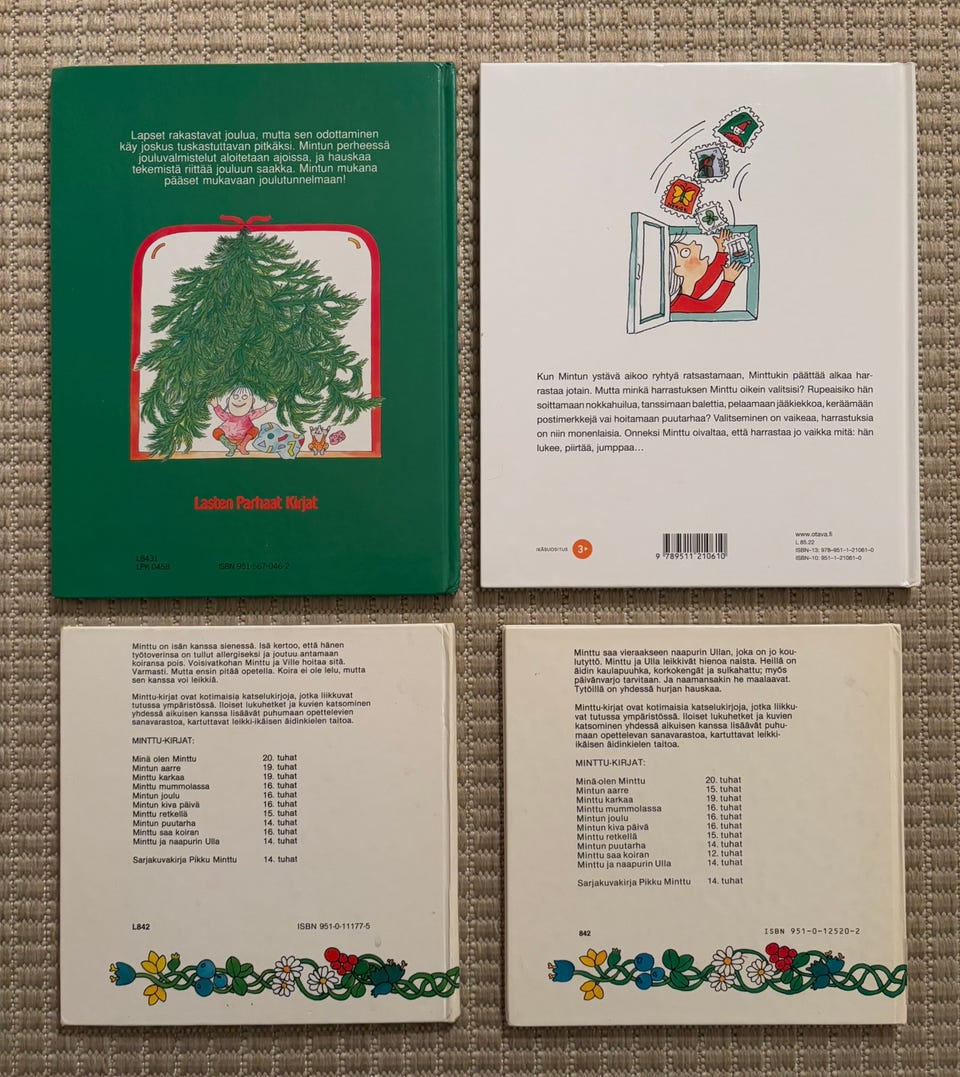 Lapset rakastavat joulua, mutta sen odottaminen
käy joskus tuskastuttavan pitkäksi. Mintun perheessä
jouluvalmistelut aloitetaan ajoissa, ja hauskaa
tekemistä riittää jouluun saakka. Mintun mukana
pääset mukavaan joulutunnelmaan!
Lasten Parhaat Kirjat
L8431
LPK 0458
ISBN 951-567-046-2
Kun Mintun ystävä aikoo ryhtyä ratsastamaan, Minttukin päättää alkaa har-
rastaa jotain. Mutta minkä harrastuksen Minttu oikein valitsisi? Rupeaisiko hän
soittamaan nokkahuilua, tanssimaan balettia, pelaamaan jääkiekkoa, keräämään
postimerkkejä vai hoitamaan puutarhaa? Valitseminen on vaikeaa, harrastuksia
on niin monenlaisia. Onneksi Minttu oivaltaa, että harrastaa jo vaikka mitä: hän
lukee, piirtää, jumppaa...
IKÄSUOSITUS 3+
9 789511 210610
www.otava.fi
L 85.22
ISBN-13: 978-951-1-21061-0
ISBN-10: 951-1-21061-0
Minttu on isän kanssa sienessä. Isä kertoo, että hänen
työtoverinsa on tullut allergiseksi ja joutuu antamaan
koiransa pois. Voisivatkohan Minttu ja Ville hoitaa sitä.
Varmasti. Mutta ensin pitää opetella. Koira ei ole lelu, mutta
sen kanssa voi leikkiä.
Minttu-kirjat ovat kotimaisia katselukirjoja, jotka liikkuvat
tutussa ympäristössä. Iloiset lukuhetket ja kuvien katsominen
yhdessä aikuisen kanssa lisäävät puhumaan opettelevien
sanavarastoa, kartuttavat leikki-ikäisen äidinkielen taitoa.
MINTTU-KIRJAT:
Minä olen Minttu 20. tuhat
Mintun aarre 19. tuhat
Minttu karkaa 19. tuhat
Minttu mummolassa 16. tuhat
Mintun joulu 16. tuhat
Mintun kiva päivä 16. tuhat
Minttu retkellä 15. tuhat
Mintun puutarha 14. tuhat
Minttu saa koiran 16. tuhat
Minttu ja naapurin Ulla 14. tuhat
Sarjakuvakirja Pikku Minttu 14. tuhat
L842
ISBN 951-0-11177-5
Minttu saa vieraakseen naapurin Ullan, joka on jo kou-
lutyttö. Minttu ja Ulla leikkivät hienoa naista. Heillä on
äidin kaulapuuhka, korkokengät ja sulkahattu; myös
päivänvarjo tarvitaan. Ja naamansakin he maalaavat.
Tytöillä on yhdessä hurjan hauskaa.
Minttu-kirjat ovat kotimaisia katselukirjoja, jotka liikku-
vat tutussa ympäristössä. Iloiset lukuhetket ja kuvien
katsominen yhdessä aikuisen kanssa lisäävät puhu-
maan opettelevan sanavarastoa, kartuttavat leikki-
ikäisen äidinkielen taitoa.
MINTTU-KIRJAT:
Minä olen Minttu 20. tuhat
Mintun aarre 15. tuhat
Minttu karkaa 19. tuhat
Minttu mummolassa 16. tuhat
Mintun joulu 16. tuhat
Mintun kiva päivä 16. tuhat
Minttu retkellä 15. tuhat
Mintun puutarha 14. tuhat
Minttu saa koiran 12. tuhat
Minttu ja naapurin Ulla 14. tuhat
Sarjakuvakirja Pikku Minttu 14. tuhat
842
ISBN 951-0-12520-2